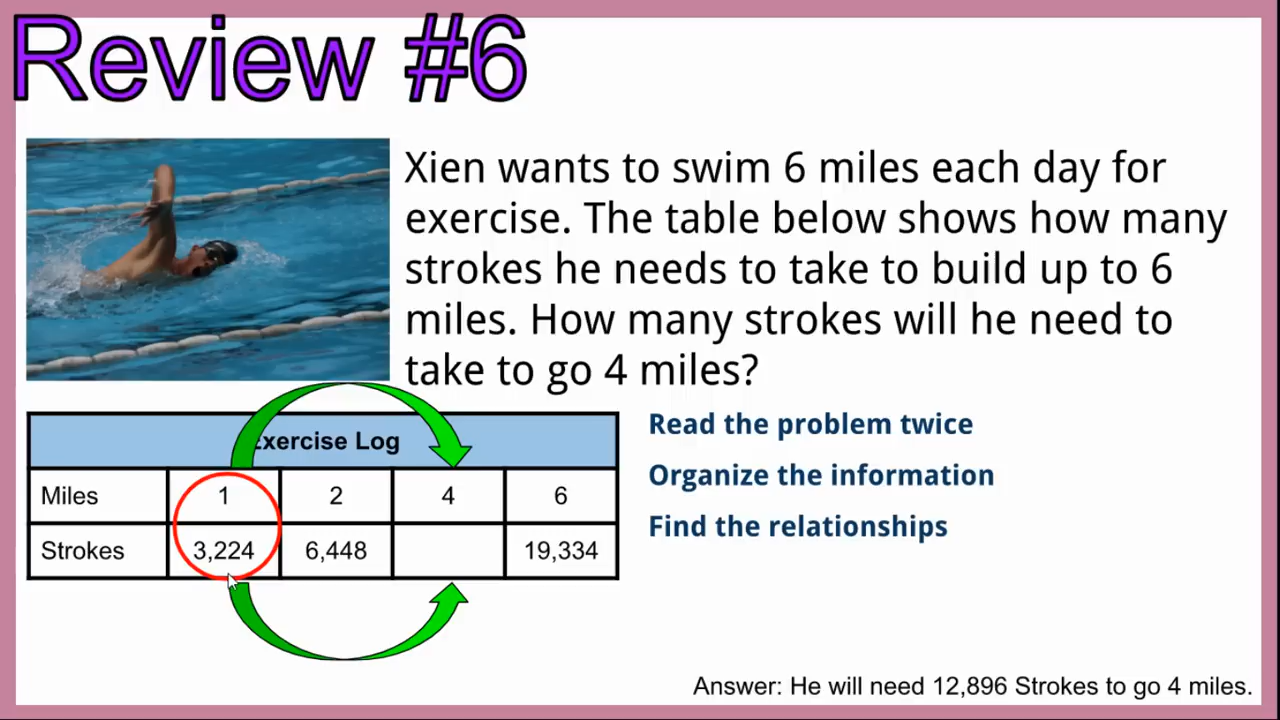 Review #6
Xien wants to swim 6 miles each day for
exercise. The table below shows how many
strokes he needs to take to build up to 6
miles. How many strokes will he need to
take to go 4 miles?
Exercise Log
Miles 1 2 4 6
Strokes 3,224 6,448 19,334
Read the problem twice
Organize the information
Find the relationships
Answer: He will need 12,896 Strokes to go 4 miles.